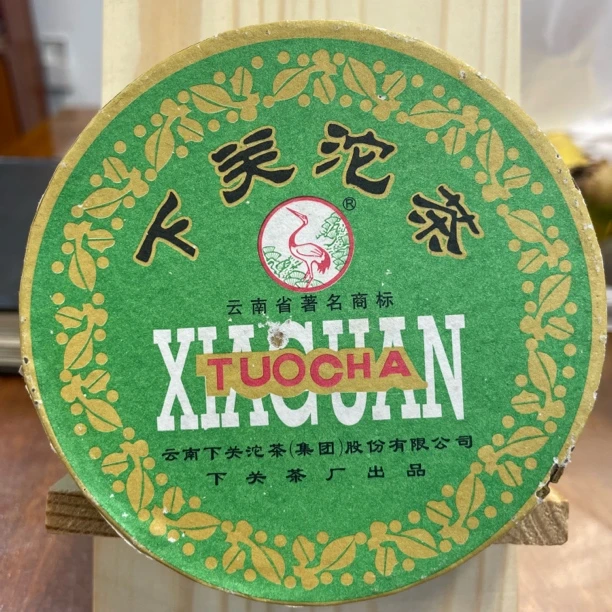 下关沱茶
®
云南省著名商标
XIAGUAN
TUOCHA
云南下关沱茶(集团)股份有限公司
下关茶厂出品